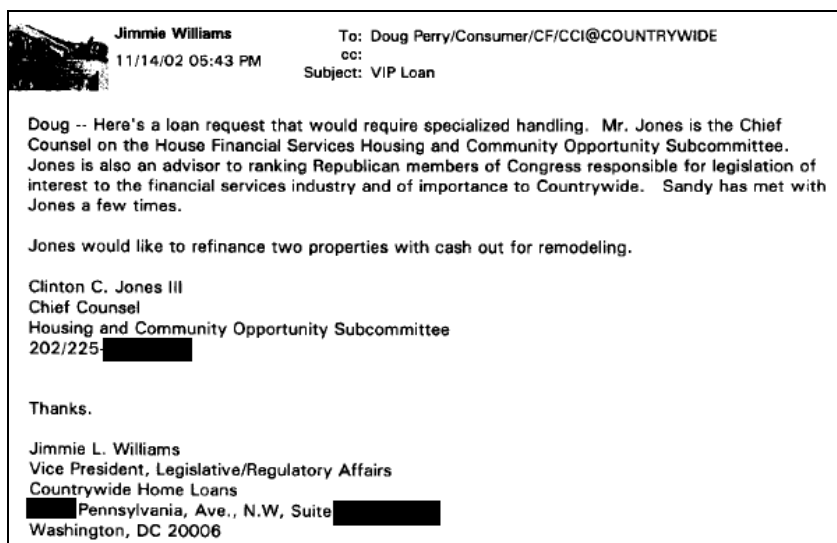 Jimmie Williams
11/14/02 05:43 PM
To: Doug Perry/Consumer/CF/CCI@COUNTRYWIDE
cc:
Subject: VIP Loan
Doug -- Here's a loan request that would require specialized handling. Mr. Jones is the Chief
Counsel on the House Financial Services Housing and Community Opportunity Subcommittee.
Jones is also an advisor to ranking Republican members of Congress responsible for legislation of
interest to the financial services industry and of importance to Countrywide. Sandy has met with
Jones a few times.
Jones would like to refinance two properties with cash out for remodeling.
Clinton C. Jones III
Chief Counsel
Housing and Community Opportunity Subcommittee
202/225-
Thanks.
Jimmie L. Williams
Vice President, Legislative/Regulatory Affairs
Countrywide Home Loans
Pennsylvania, Ave., N.W, Suite
Washington, DC 20006